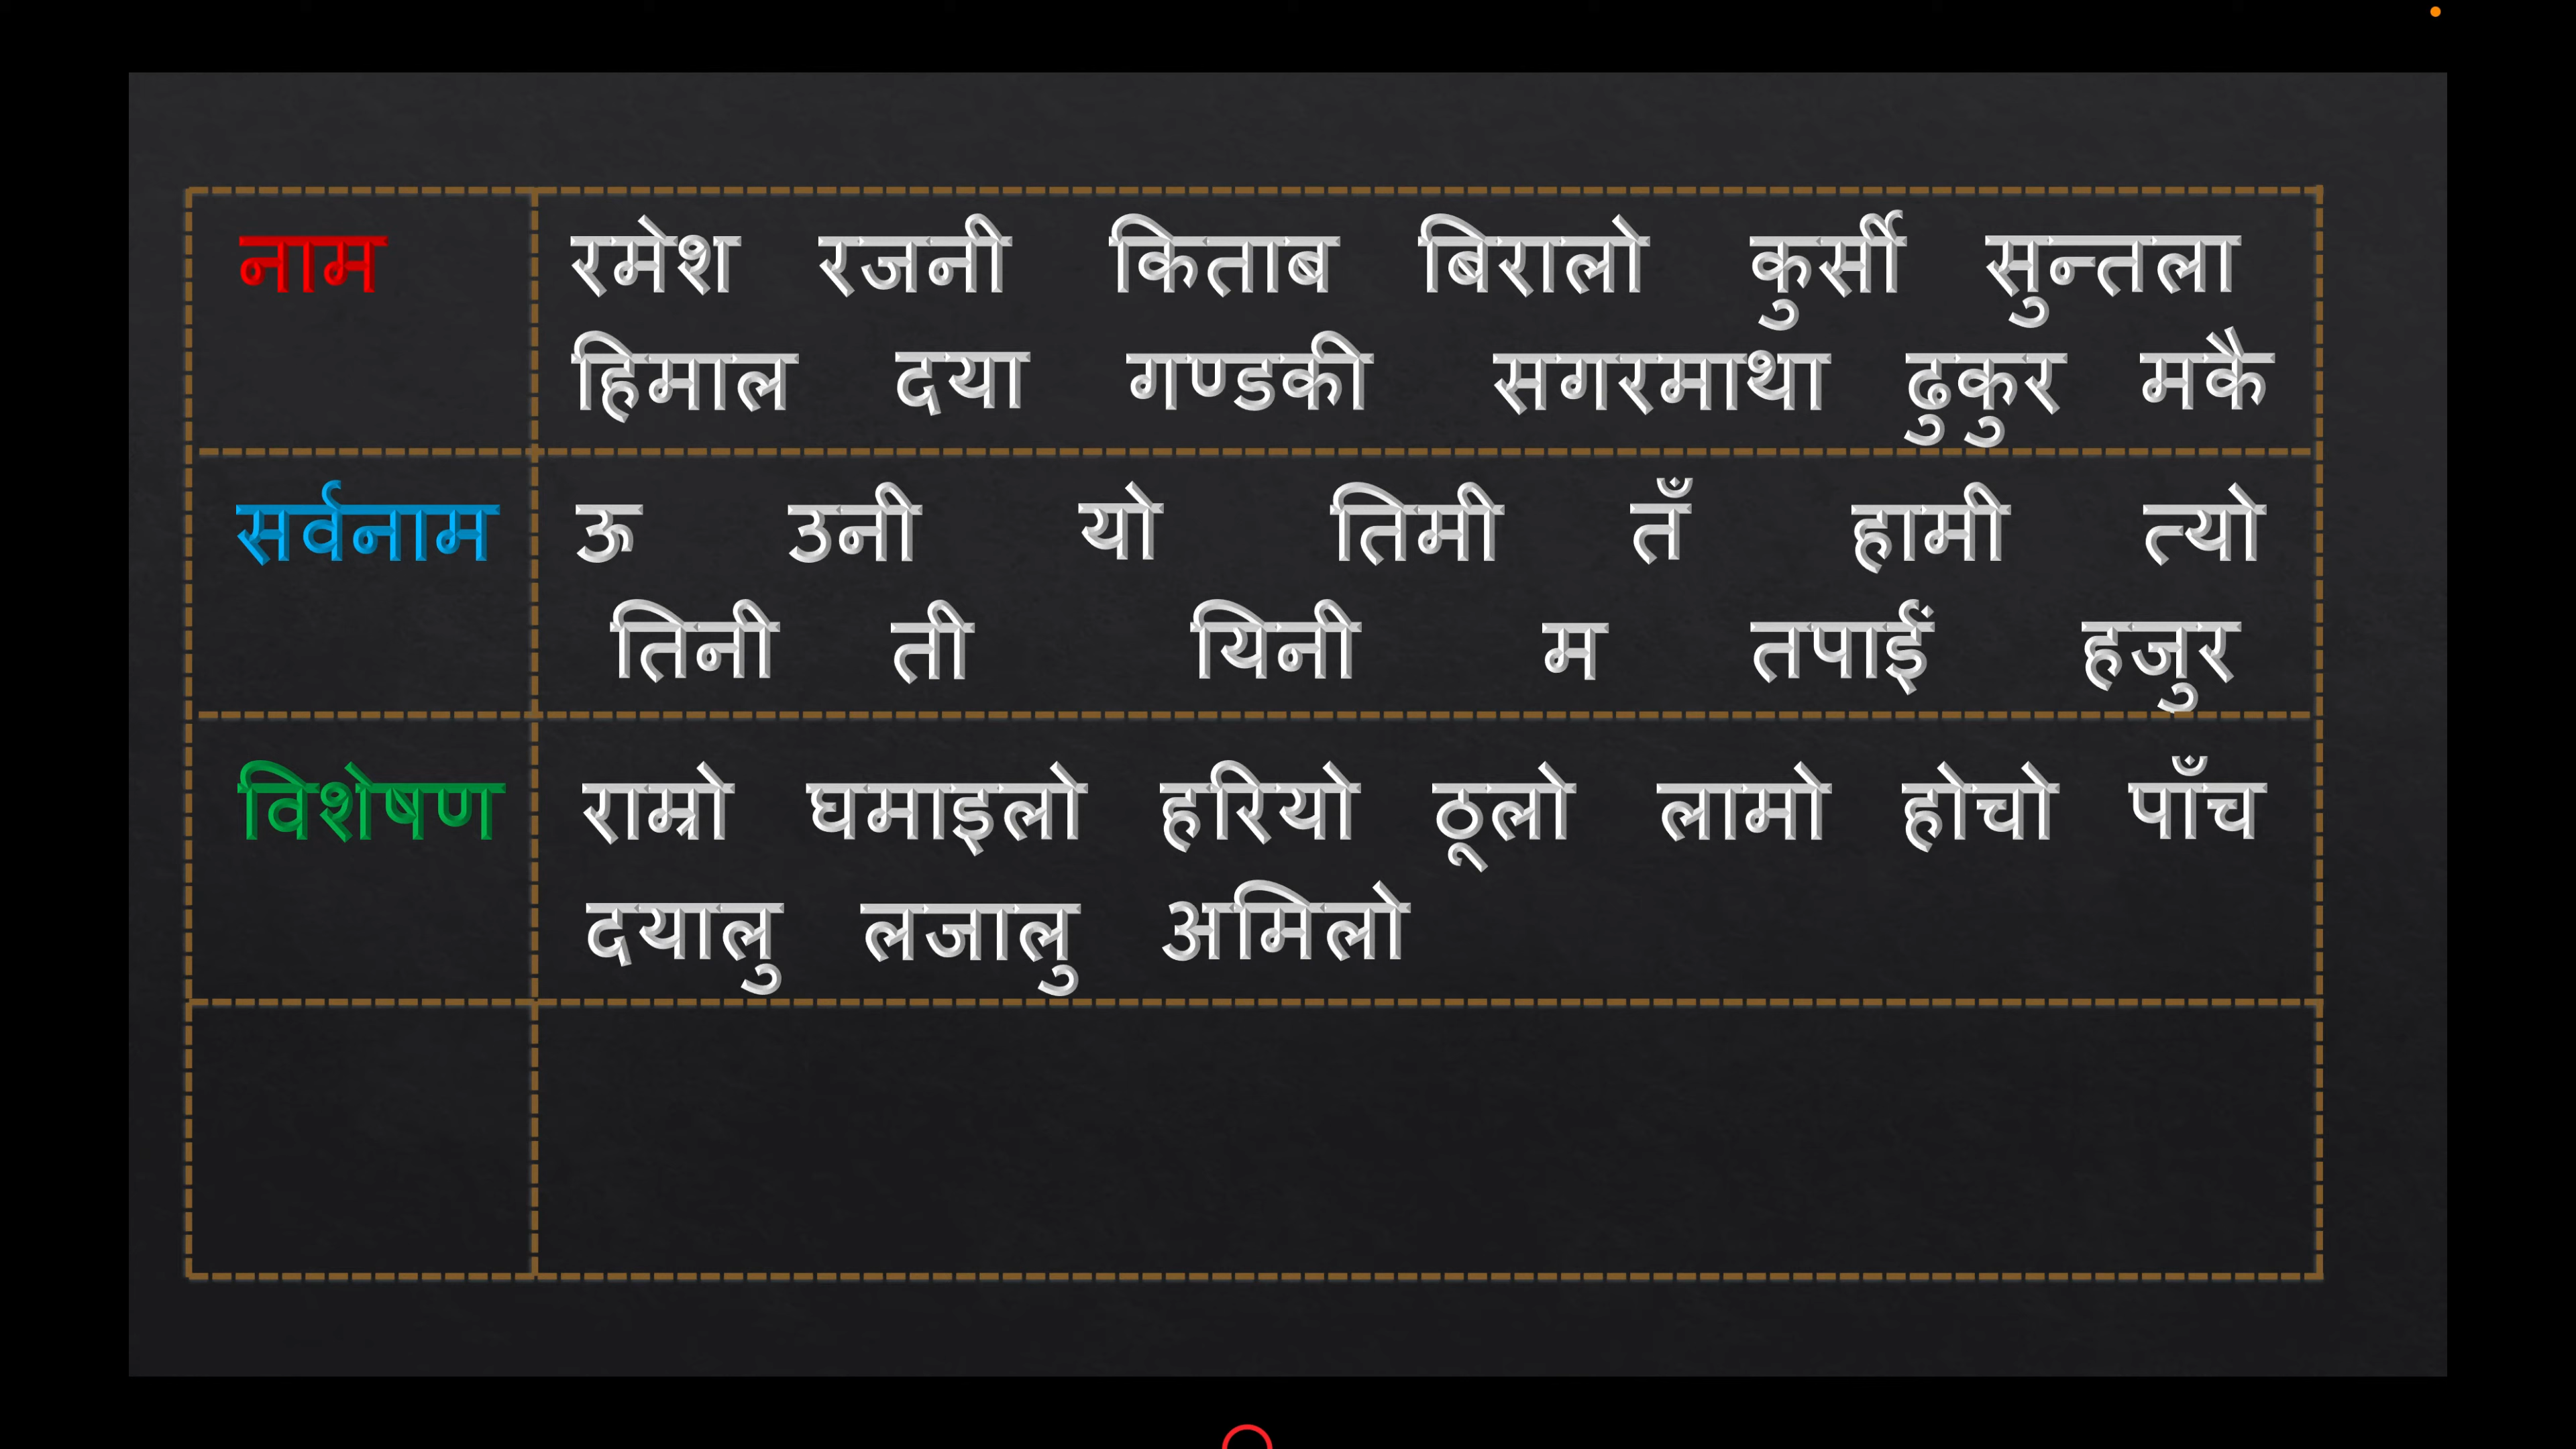 नाम रमेश रजनी किताब बिरालो कुर्सी सुन्तला
हिमाल दया गण्डकी सगरमाथा ढुकुर मकै
सर्वनाम ऊ उनी यो तिमी तँ हामी त्यो
तिनी ती यिनी म तपाईं हजुर
विशेषण राम्रो घमाइलो हरियो ठूलो लामो होचो पाँच
दयालु लजालु अमिलो